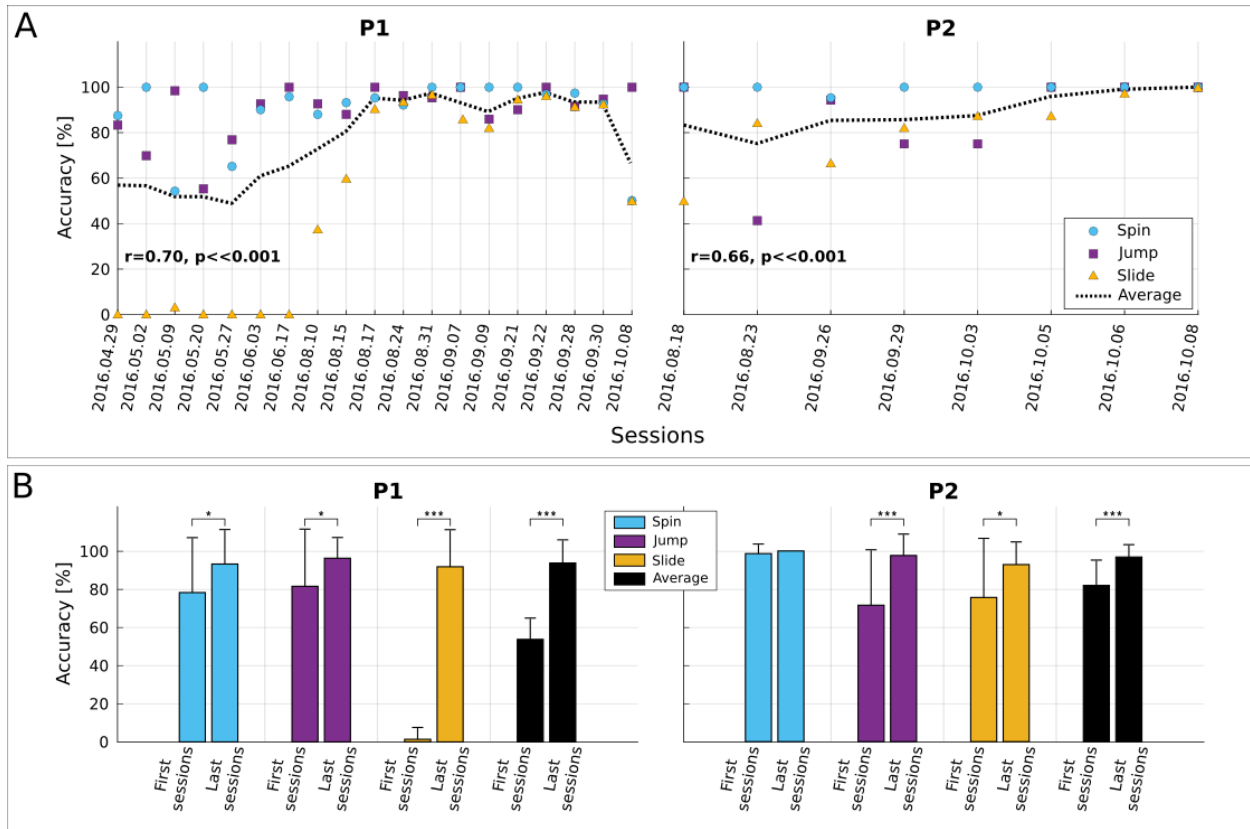 A
P1
P2
Accuracy [%]
100
80
60
40
20
0
r=0.70, p<<0.001
r=0.66, p<<0.001
Spin
Jump
Slide
Average
2016.04.29
2016.05.02
2016.05.09
2016.05.20
2016.05.27
2016.06.03
2016.06.17
2016.08.10
2016.08.15
2016.08.17
2016.08.24
2016.08.31
2016.09.07
2016.09.09
2016.09.21
2016.09.22
2016.09.28
2016.09.30
2016.10.08
2016.08.18
2016.08.23
2016.09.26
2016.09.29
2016.10.03
2016.10.05
2016.10.06
2016.10.08
Sessions
B
P1
P2
Accuracy [%]
100
80
60
40
20
0
*
*
***
***
Spin
Jump
Slide
Average
***
*
***
First sessions
Last sessions
First sessions
Last sessions
First sessions
Last sessions
First sessions
Last sessions
First sessions
Last sessions
First sessions
Last sessions
First sessions
Last sessions
First sessions
Last sessions